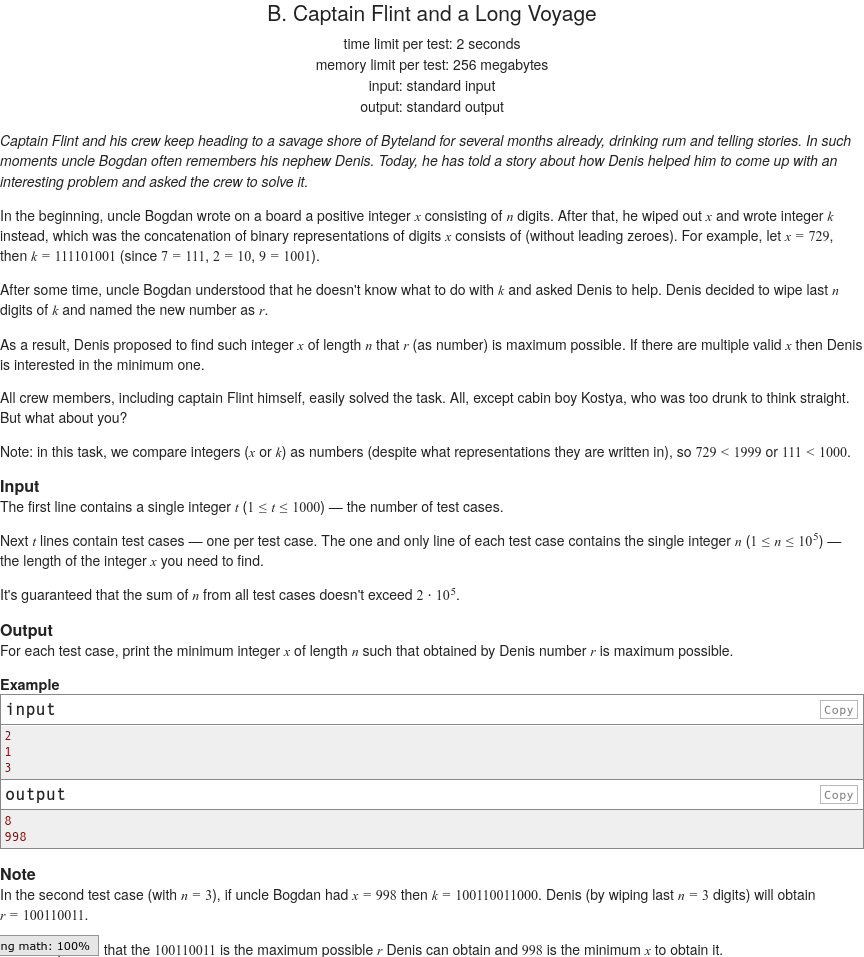 B. Captain Flint and a Long Voyage
time limit per test: 2 seconds
memory limit per test: 256 megabytes
input: standard input
output: standard output
Captain Flint and his crew keep heading to a savage shore of Byteland for several months already, drinking rum and telling stories. In such
moments uncle Bogdan often remembers his nephew Denis. Today, he has told a story about how Denis helped him to come up with an
interesting problem and asked the crew to solve it.
In the beginning, uncle Bogdan wrote on a board a positive integer x consisting of n digits. After that, he wiped out x and wrote integer k
instead, which was the concatenation of binary representations of digits x consists of (without leading zeroes). For example, let x = 729,
then k = 111101001 (since 7 = 111, 2 = 10, 9 = 1001).
After some time, uncle Bogdan understood that he doesn't know what to do with k and asked Denis to help. Denis decided to wipe last n
digits of k and named the new number as r.
As a result, Denis proposed to find such integer x of length n that r (as number) is maximum possible. If there are multiple valid x then Denis
is interested in the minimum one.
All crew members, including captain Flint himself, easily solved the task. All, except cabin boy Kostya, who was too drunk to think straight.
But what about you?
Note: in this task, we compare integers (x or k) as numbers (despite what representations they are written in), so 729 < 1999 or 111 < 1000.
Input
The first line contains a single integer t (1 ≤ t ≤ 1000) — the number of test cases.
Next t lines contain test cases — one per test case. The one and only line of each test case contains the single integer n (1 ≤ n ≤ 10⁵) —
the length of the integer x you need to find.
It's guaranteed that the sum of n from all test cases doesn't exceed 2 · 10⁵.
Output
For each test case, print the minimum integer x of length n such that obtained by Denis number r is maximum possible.
Example
input
Copy
2
1
3
output
Copy
8
998
Note
In the second test case (with n = 3), if uncle Bogdan had x = 998 then k = 100110011000. Denis (by wiping last n = 3 digits) will obtain
r = 100110011.
ng math: 100%
that the 100110011 is the maximum possible r Denis can obtain and 998 is the minimum x to obtain it.